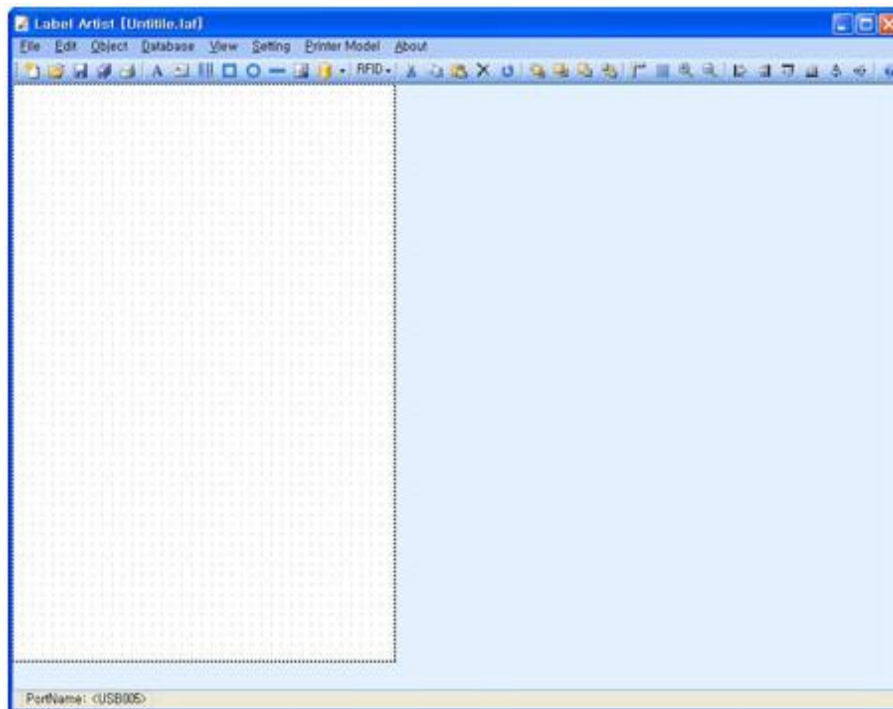 Label Artist [Untitile.laf]
File Edit Object Database View Setting Printer Model About
A RFID
PortName: <USB005>